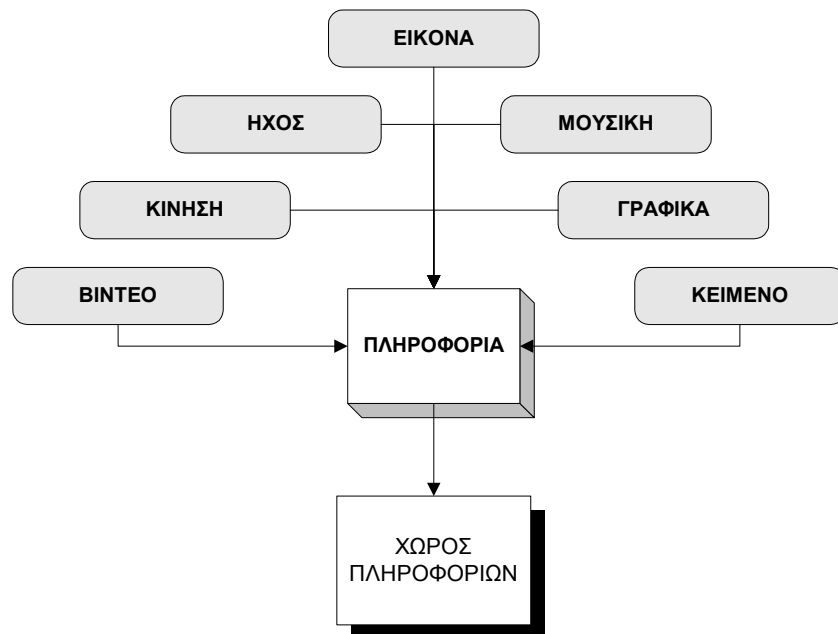 ΕΙΚΟΝΑ
ΗΧΟΣ
ΜΟΥΣΙΚΗ
ΚΙΝΗΣΗ
ΓΡΑΦΙΚΑ
ΒΙΝΤΕΟ
ΚΕΙΜΕΝΟ
ΠΛΗΡΟΦΟΡΙΑ
ΧΩΡΟΣ
ΠΛΗΡΟΦΟΡΙΩΝ